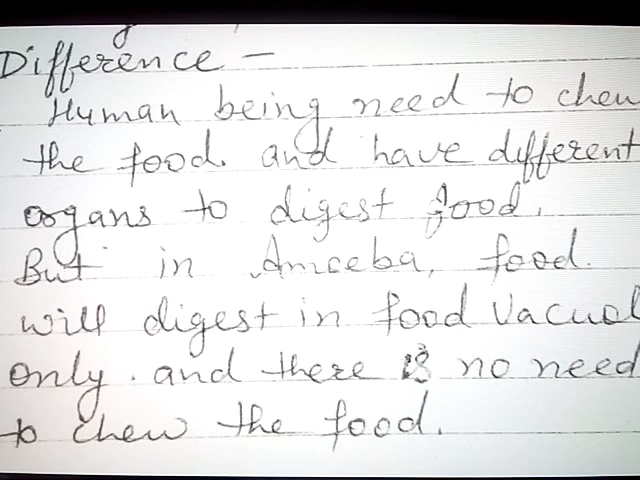 Difference -
Human being need to chew
the food. and have different
organs to digest food.
But in Amoeba, food.
will digest in food Vacuol
only. and there is no need
to chew the food.